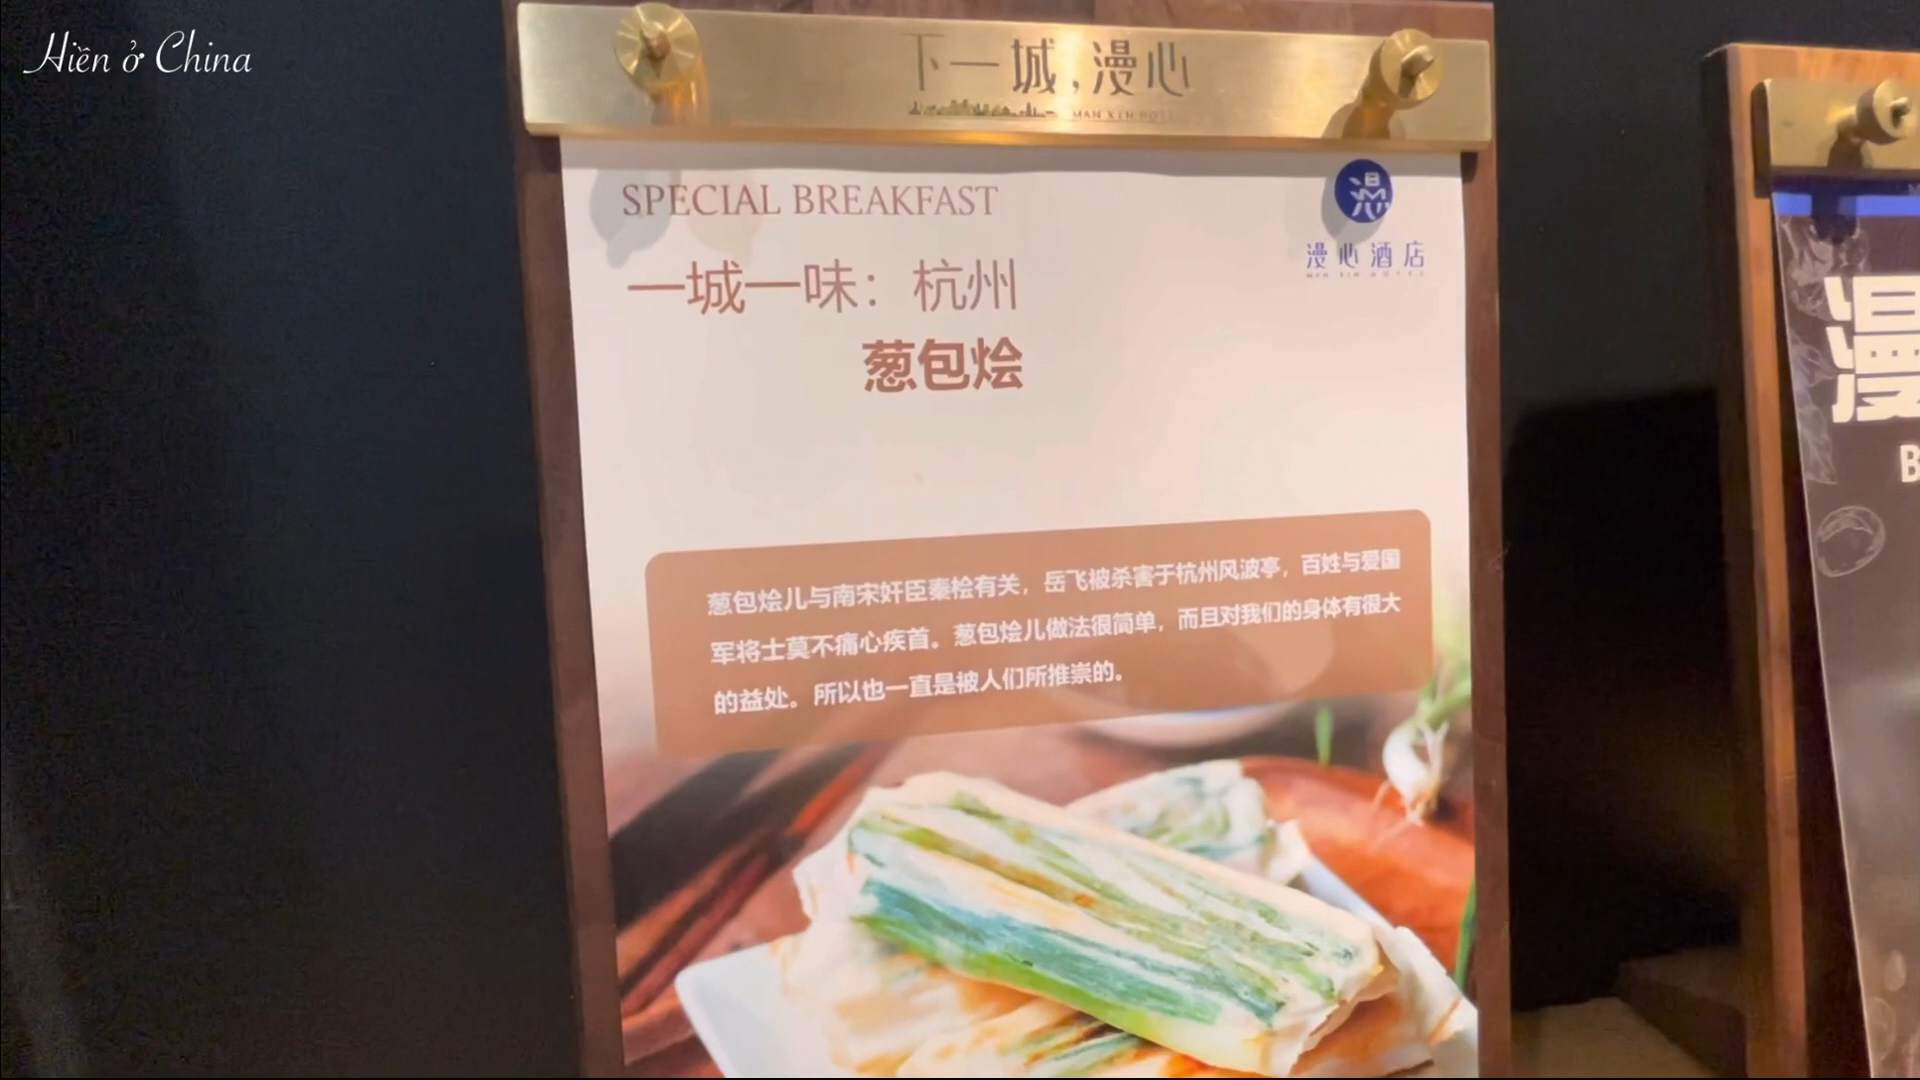 Hiền ở China
下一城,漫心
MAN XIN HOTEL
SPECIAL BREAKFAST
漫心酒店
MAN XIN HOTEL
一城一味：杭州
葱包烩
葱包烩儿与南宋奸臣秦桧有关，岳飞被杀害于杭州风波亭，百姓与爱国
军将士莫不痛心疾首。葱包烩儿做法很简单，而且对我们的身体有很大
的益处。所以也一直是被人们所推崇的。
漫
B